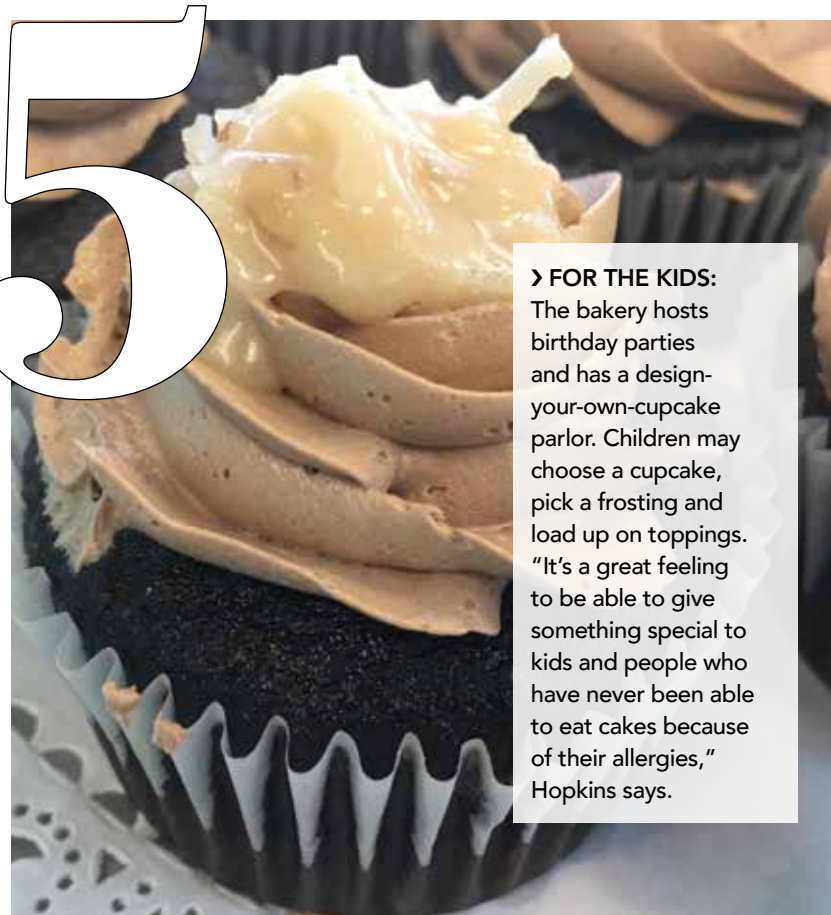 5
❯ FOR THE KIDS:
The bakery hosts
birthday parties
and has a design-
your-own-cupcake
parlor. Children may
choose a cupcake,
pick a frosting and
load up on toppings.
“It’s a great feeling
to be able to give
something special to
kids and people who
have never been able
to eat cakes because
of their allergies,”
Hopkins says.